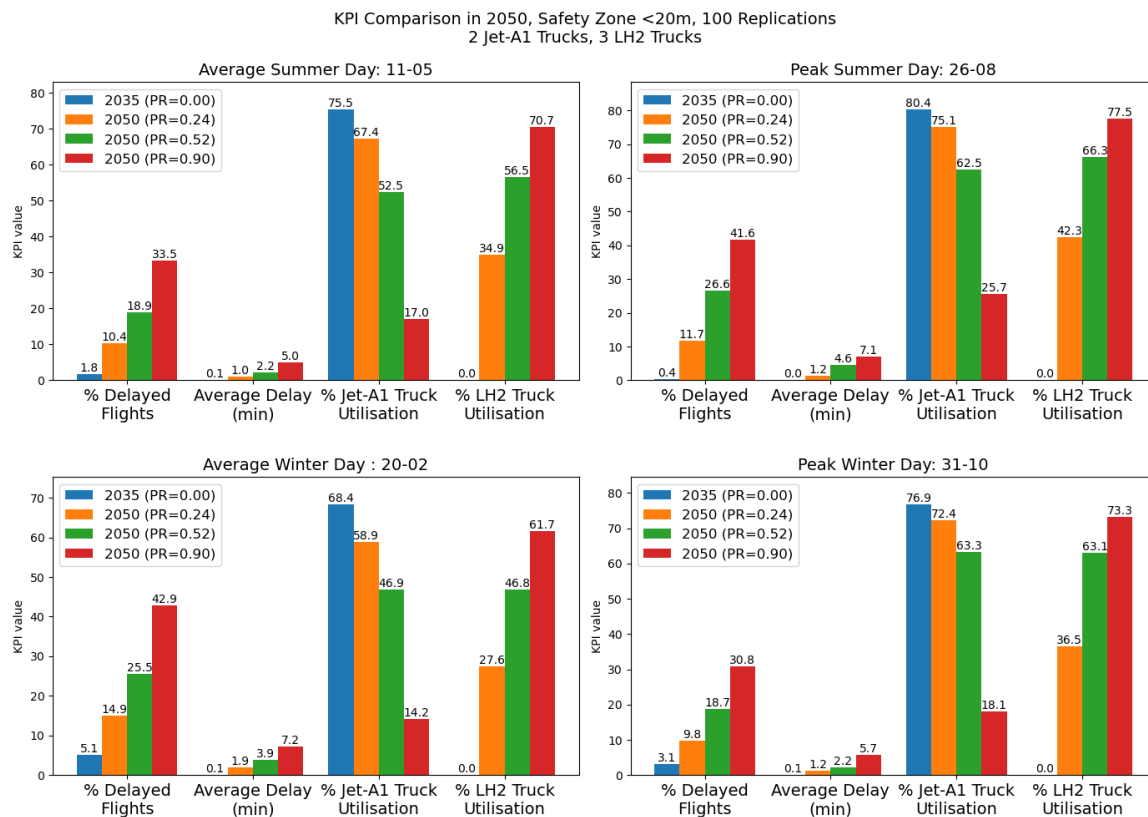 KPI Comparison in 2050, Safety Zone <20m, 100 Replications
2 Jet-A1 Trucks, 3 LH2 Trucks
Average Summer Day: 11-05
KPI value
0
10
20
30
40
50
60
70
80
2035 (PR=0.00)
2050 (PR=0.24)
2050 (PR=0.52)
2050 (PR=0.90)
1.8
10.4
18.9
33.5
0.1
1.0
2.2
5.0
75.5
67.4
52.5
17.0
0.0
34.9
56.5
70.7
% Delayed
Flights
Average Delay
(min)
% Jet-A1 Truck
Utilisation
% LH2 Truck
Utilisation
Peak Summer Day: 26-08
KPI value
0
10
20
30
40
50
60
70
80
2035 (PR=0.00)
2050 (PR=0.24)
2050 (PR=0.52)
2050 (PR=0.90)
0.4
11.7
26.6
41.6
0.0
1.2
4.6
7.1
80.4
75.1
62.5
25.7
0.0
42.3
66.3
77.5
% Delayed
Flights
Average Delay
(min)
% Jet-A1 Truck
Utilisation
% LH2 Truck
Utilisation
Average Winter Day : 20-02
KPI value
0
10
20
30
40
50
60
70
2035 (PR=0.00)
2050 (PR=0.24)
2050 (PR=0.52)
2050 (PR=0.90)
5.1
14.9
25.5
42.9
0.1
1.9
3.9
7.2
68.4
58.9
46.9
14.2
0.0
27.6
46.8
61.7
% Delayed
Flights
Average Delay
(min)
% Jet-A1 Truck
Utilisation
% LH2 Truck
Utilisation
Peak Winter Day: 31-10
KPI value
0
10
20
30
40
50
60
70
80
2035 (PR=0.00)
2050 (PR=0.24)
2050 (PR=0.52)
2050 (PR=0.90)
3.1
9.8
18.7
30.8
0.1
1.2
2.2
5.7
76.9
72.4
63.3
18.1
0.0
36.5
63.1
73.3
% Delayed
Flights
Average Delay
(min)
% Jet-A1 Truck
Utilisation
% LH2 Truck
Utilisation